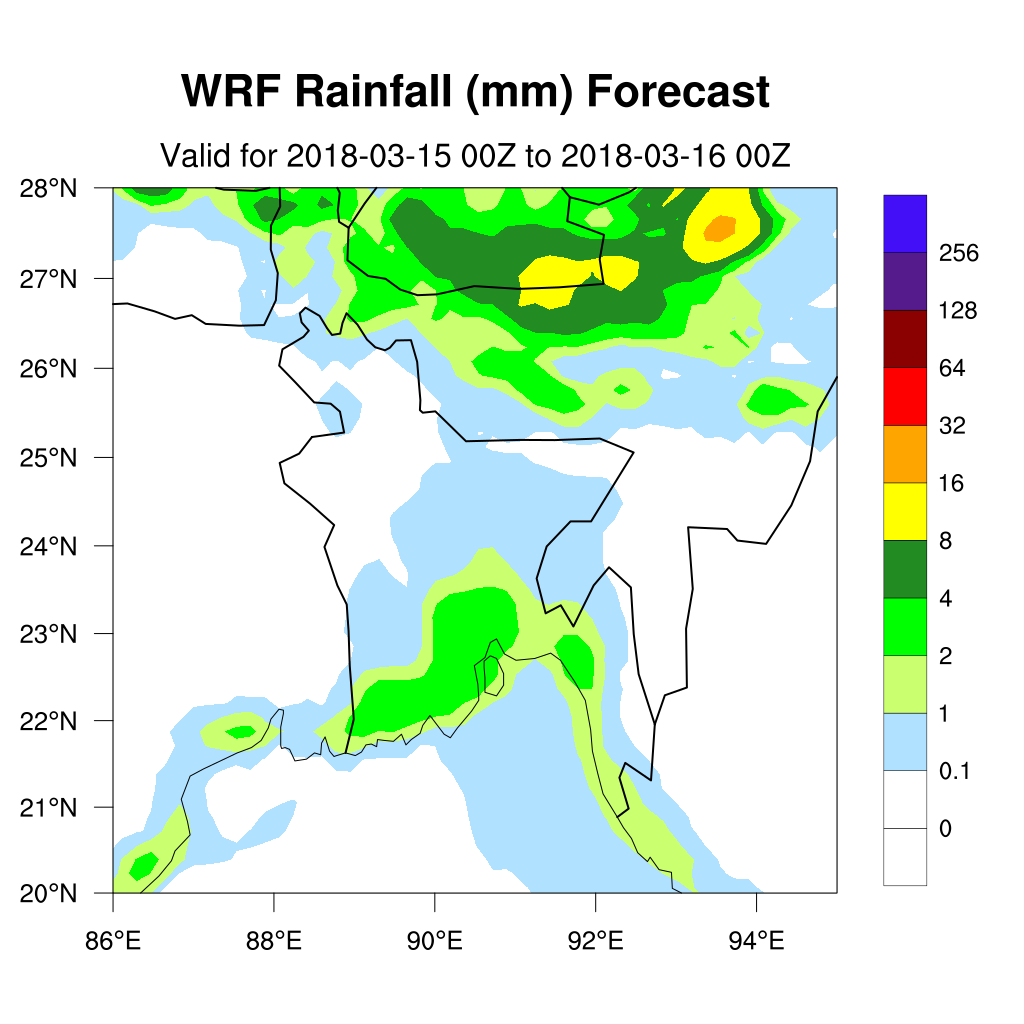 WRF Rainfall (mm) Forecast
Valid for 2018-03-15 00Z to 2018-03-16 00Z
28°N
27°N
26°N
25°N
24°N
23°N
22°N
21°N
20°N
86°E 88°E 90°E 92°E 94°E
256
128
64
32
16
8
4
2
1
0.1
0